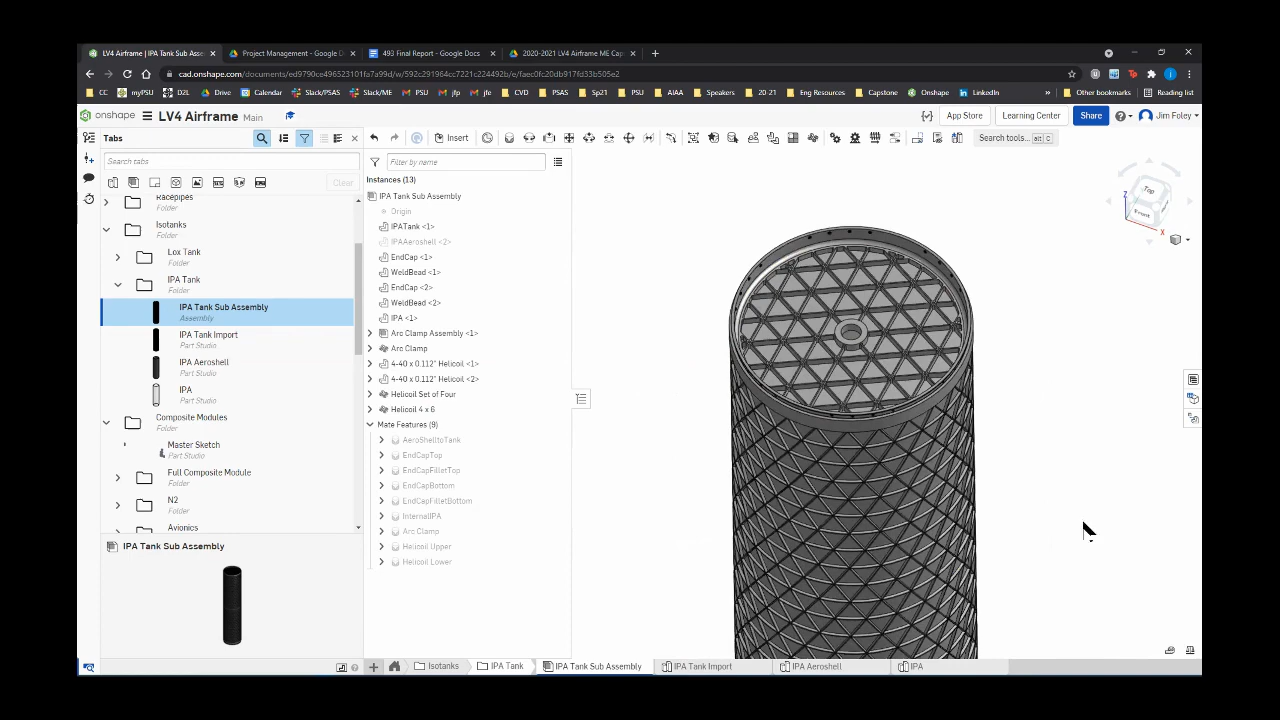 LV4 Airframe | IPA Tank Sub Asse
Project Management - Google D
493 Final Report - Google Docs
2020-2021 LV4 Airframe ME Cap
cad.onshape.com/documents/ed9790ce496523101fa7a99d/w/592c291964cc7221c224492b/e/faec0fc20db917fd33b505e2
CC
myPSU
D2L
Drive
Calendar
Slack/PSAS
Slack/ME
PSU
jfp
jfe
CVD
PSAS
Sp21
PSU
AIAA
Speakers
20-21
Eng Resources
Capstone
Onshape
LinkedIn
»
Other bookmarks
Reading list
onshape
LV4 Airframe Main
App Store
Learning Center
Share
Jim Foley
Tabs
Insert
Search tools... alt C
Search tabs
Clear
Racepipes
Folder
Isotanks
Folder
Lox Tank
Folder
IPA Tank
Folder
IPA Tank Sub Assembly
Assembly
IPA Tank Import
Part Studio
IPA Aeroshell
Part Studio
IPA
Part Studio
Composite Modules
Folder
Master Sketch
Part Studio
Full Composite Module
Folder
N2
Folder
Avionics
IPA Tank Sub Assembly
Filter by name
Instances (13)
IPA Tank Sub Assembly
Origin
IPATank <1>
IPAAeroshell <2>
EndCap <1>
WeldBead <1>
EndCap <2>
WeldBead <2>
IPA <1>
Arc Clamp Assembly <1>
Arc Clamp
4-40 x 0.112" Helicoil <1>
4-40 x 0.112" Helicoil <2>
Helicoil Set of Four
Helicoil 4 x 6
Mate Features (9)
AeroShelltoTank
EndCapTop
EndCapFilletTop
EndCapBottom
EndCapFilletBottom
InternalIPA
Arc Clamp
Helicoil Upper
Helicoil Lower
Top
Front
Z
X
Isotanks
IPA Tank
IPA Tank Sub Assembly
IPA Tank Import
IPA Aeroshell
IPA